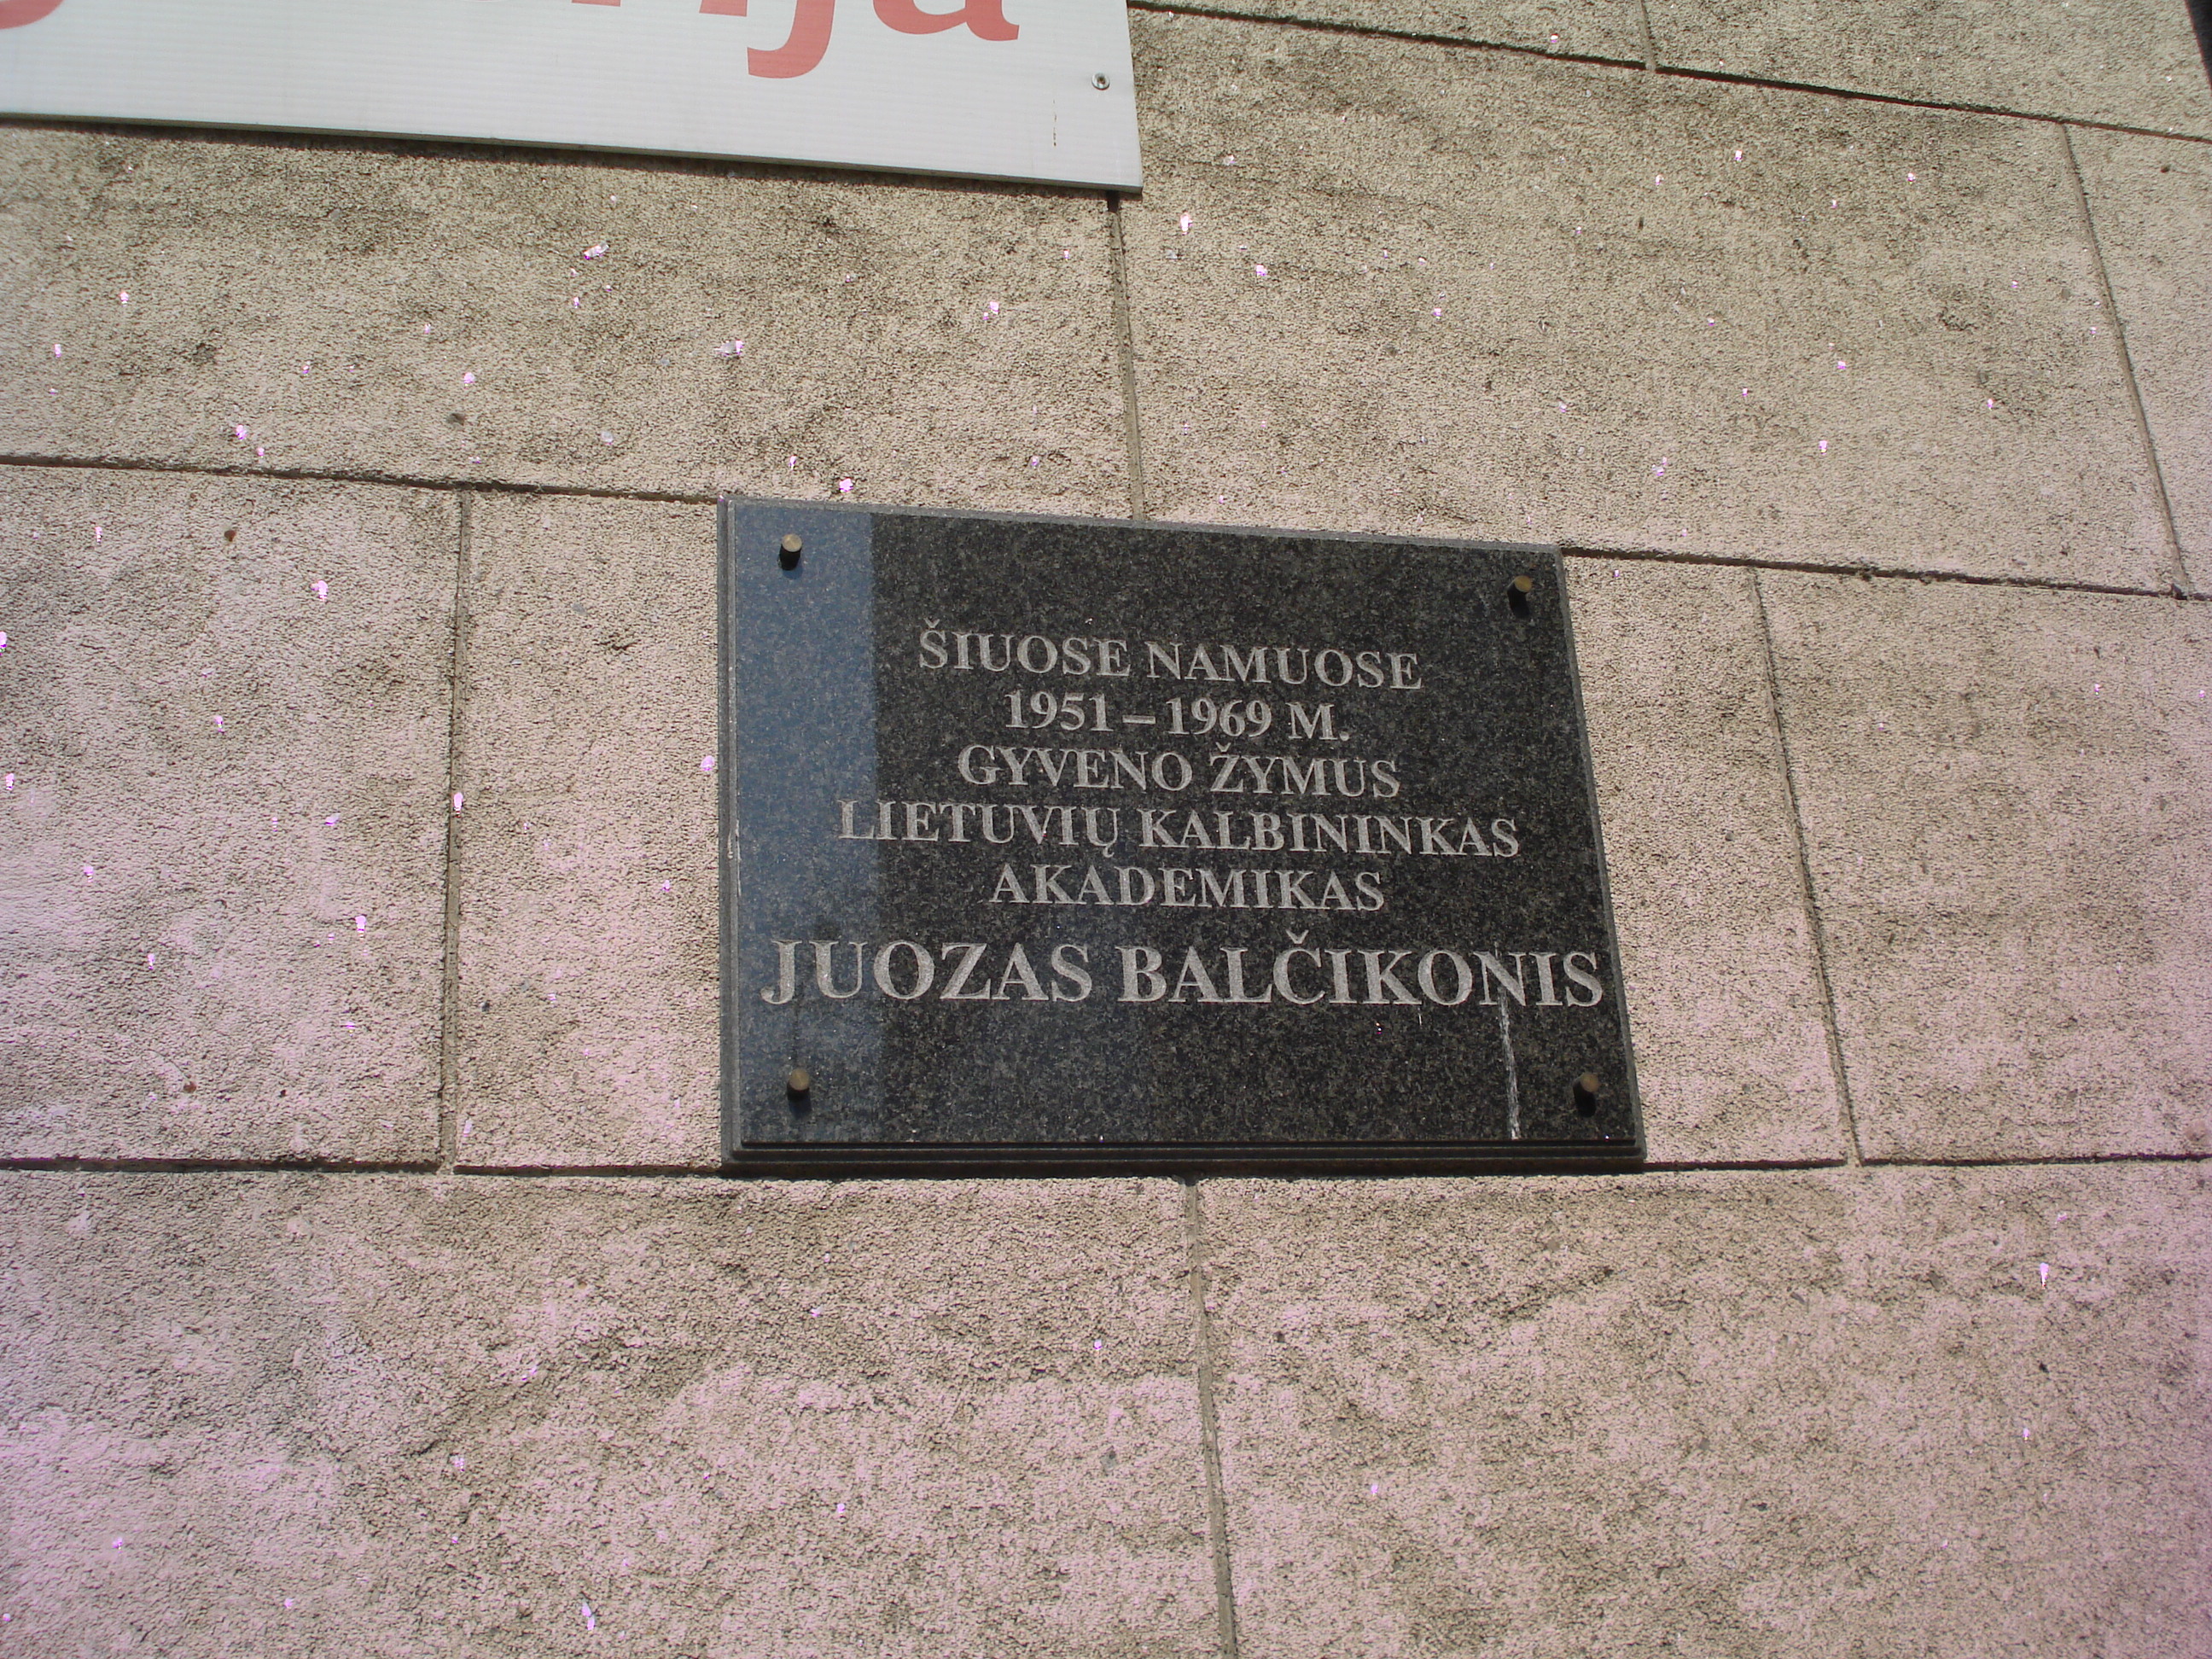 ŠIUOSE NAMUOSE
1951 – 1969 M.
GYVENO ŽYMUS
LIETUVIŲ KALBININKAS
AKADEMIKAS
JUOZAS BALČIKONIS